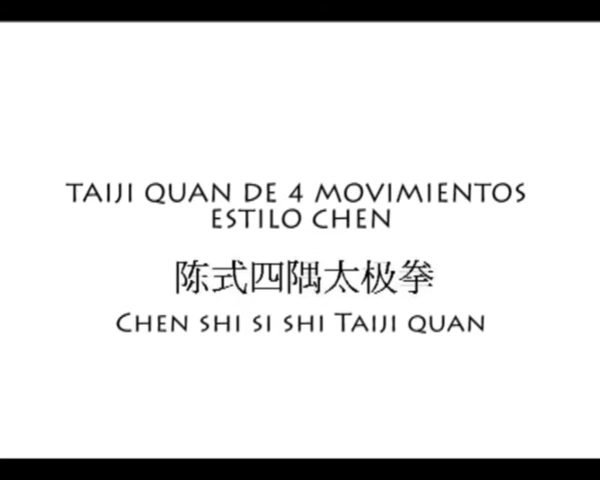 TAIJI QUAN DE 4 MOVIMIENTOS
ESTILO CHEN
陈式四隅太极拳
CHEN SHI SI SHI TAIJI QUAN